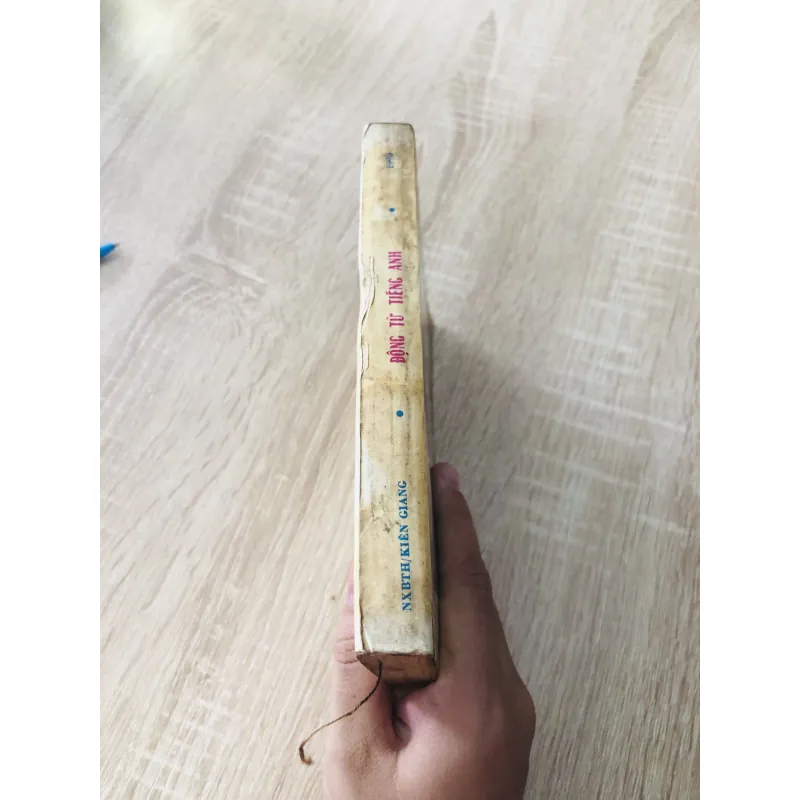 NXBTH/KIÊN GIANG
ĐỘNG TỪ TIẾNG ANH